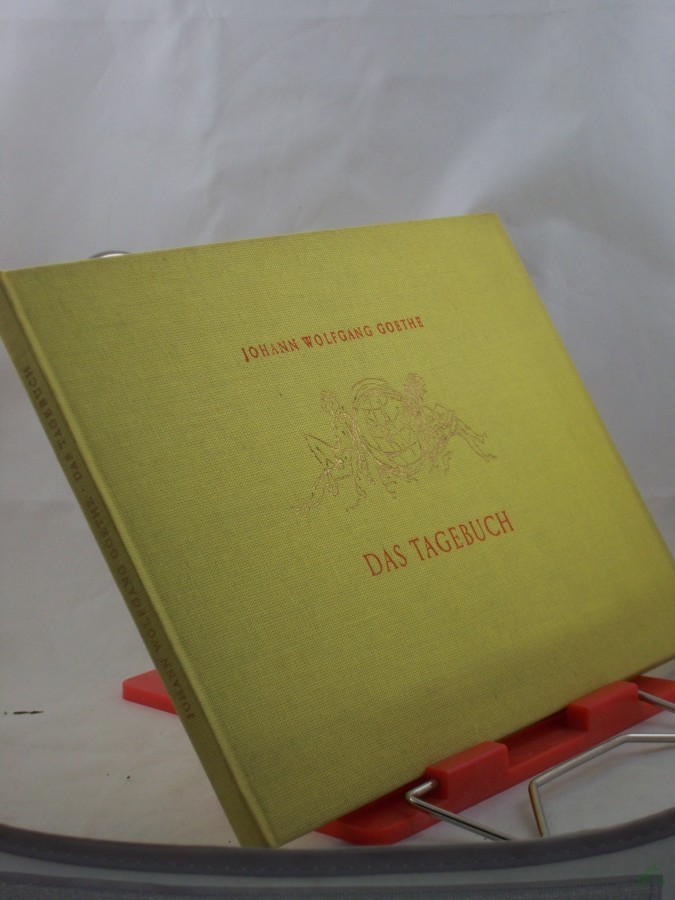 JOHANN WOLFGANG GOETHE
DAS TAGEBUCH
JOHANN WOLFGANG GOETHE · DAS TAGEBUCH